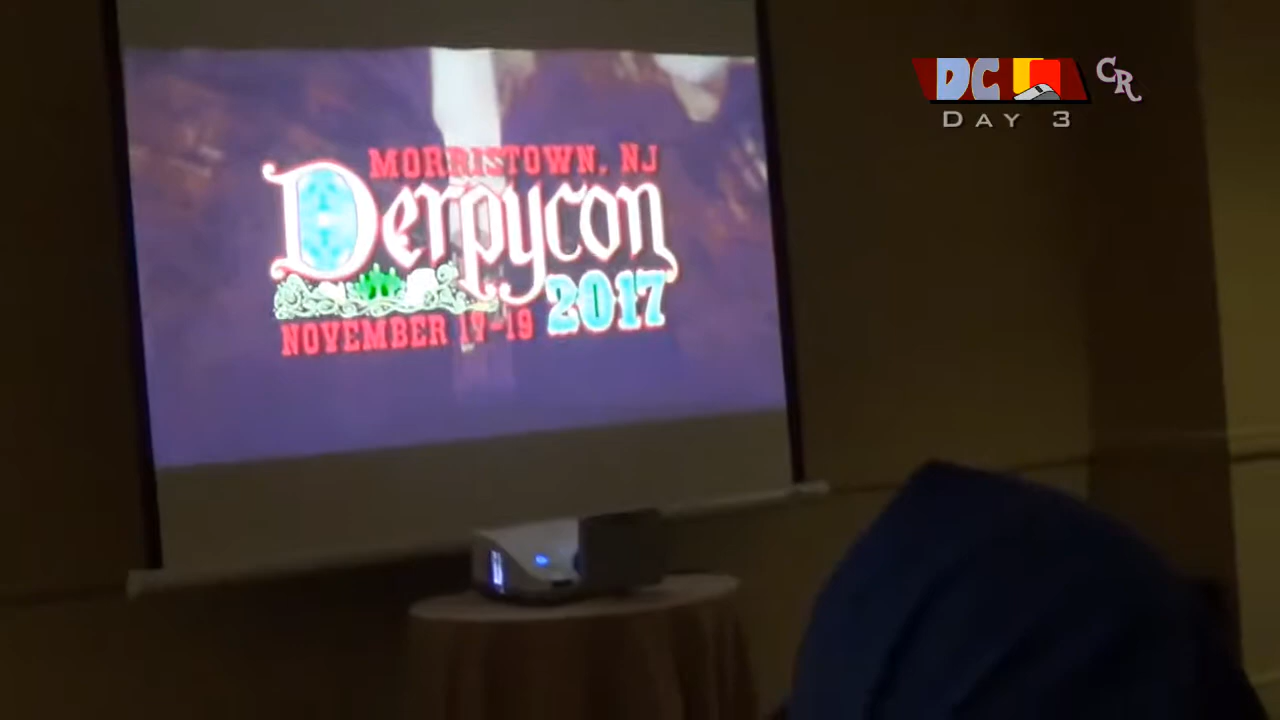 MORRISTOWN, NJ
Derpycon
2017
NOVEMBER 17-19
DC
CR
DAY 3